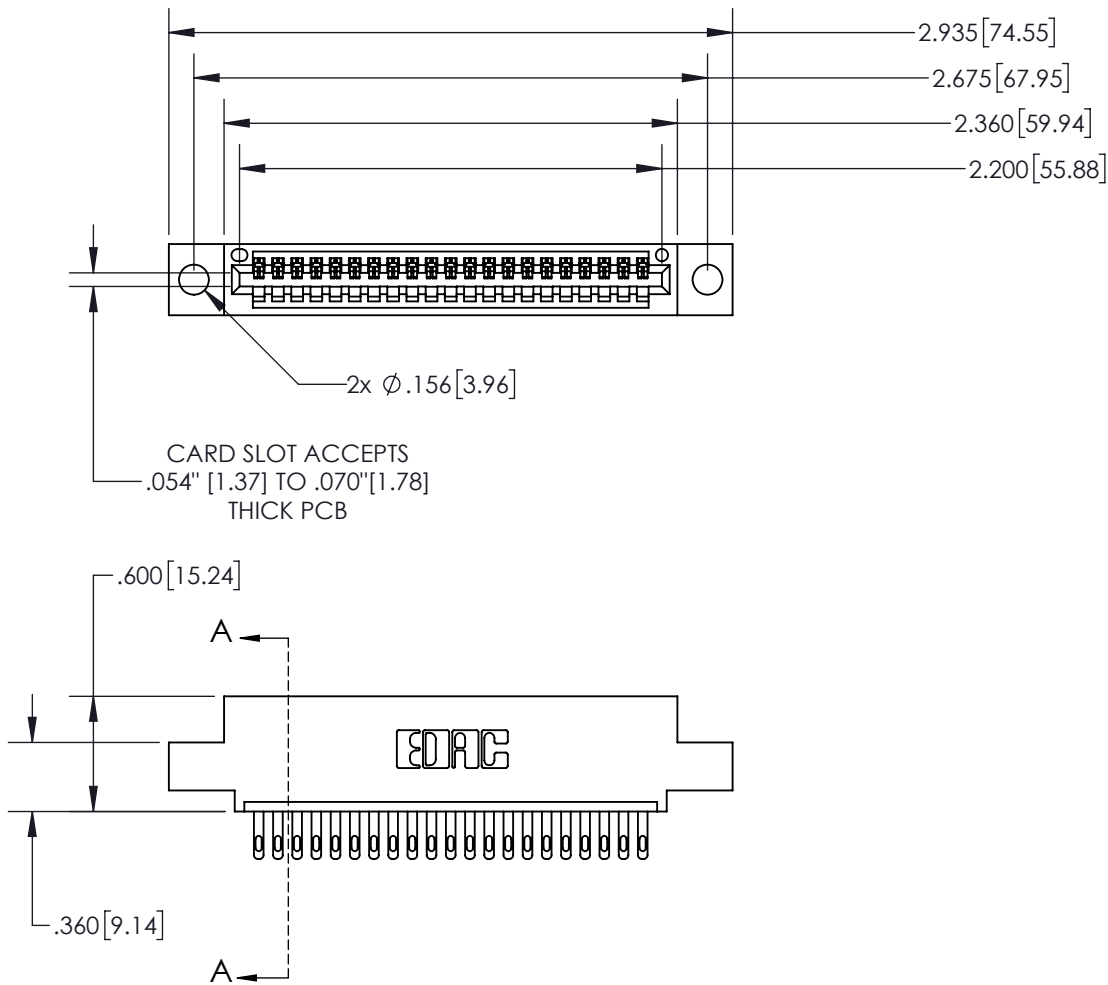 2.935[74.55]
2.675[67.95]
2.360[59.94]
2.200[55.88]
2x ∅.156[3.96]
CARD SLOT ACCEPTS
.054" [1.37] TO .070"[1.78]
THICK PCB
.600[15.24]
A
EDAC
.360[9.14]
A